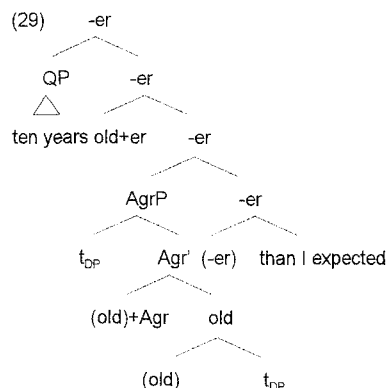 (29) -er
QP -er
ten years old+er -er
AgrP -er
t_DP Agr' (-er) than I expected
(old)+Agr old
(old) t_DP